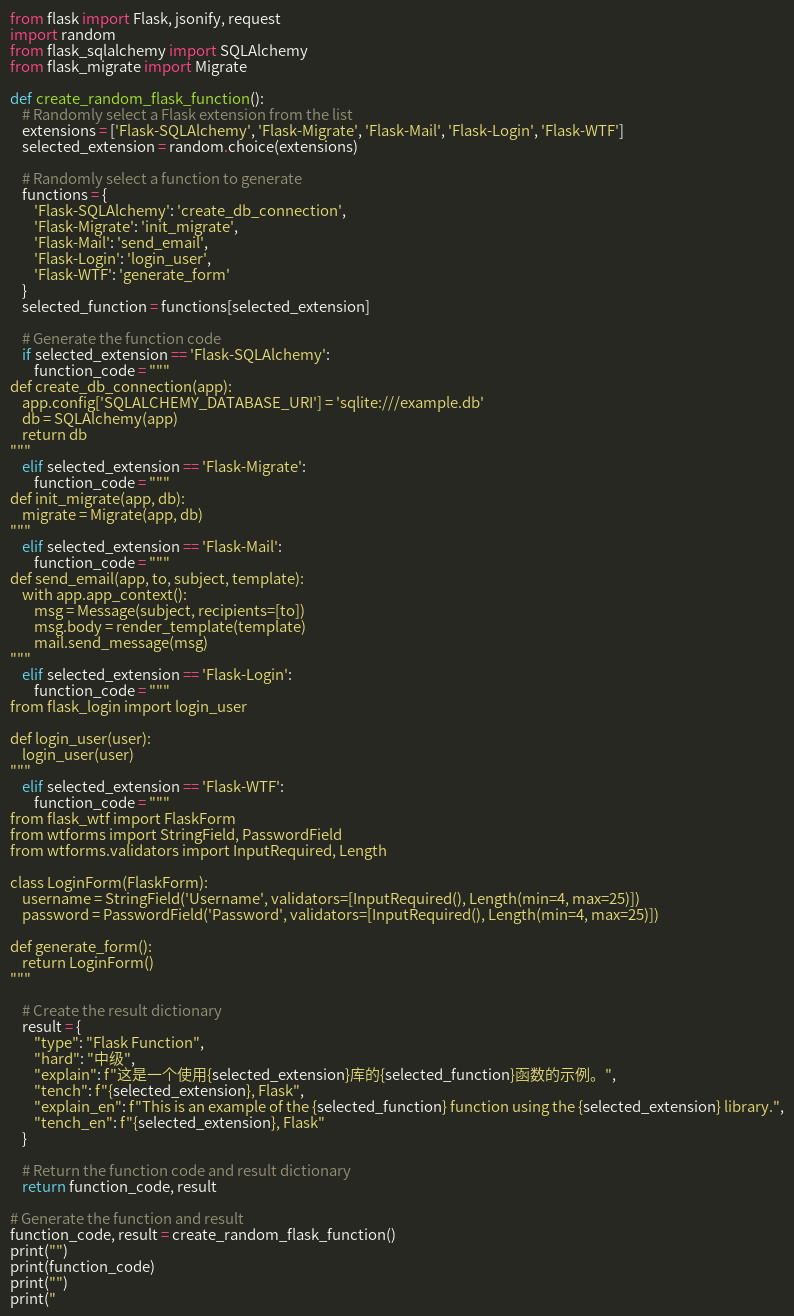 from flask import Flask, jsonify, request
import random
from flask_sqlalchemy import SQLAlchemy
from flask_migrate import Migrate

def create_random_flask_function():
    # Randomly select a Flask extension from the list
    extensions = ['Flask-SQLAlchemy', 'Flask-Migrate', 'Flask-Mail', 'Flask-Login', 'Flask-WTF']
    selected_extension = random.choice(extensions)

    # Randomly select a function to generate
    functions = {
        'Flask-SQLAlchemy': 'create_db_connection',
        'Flask-Migrate': 'init_migrate',
        'Flask-Mail': 'send_email',
        'Flask-Login': 'login_user',
        'Flask-WTF': 'generate_form'
    }
    selected_function = functions[selected_extension]

    # Generate the function code
    if selected_extension == 'Flask-SQLAlchemy':
        function_code = """
def create_db_connection(app):
    app.config['SQLALCHEMY_DATABASE_URI'] = 'sqlite:///example.db'
    db = SQLAlchemy(app)
    return db
"""
    elif selected_extension == 'Flask-Migrate':
        function_code = """
def init_migrate(app, db):
    migrate = Migrate(app, db)
"""
    elif selected_extension == 'Flask-Mail':
        function_code = """
def send_email(app, to, subject, template):
    with app.app_context():
        msg = Message(subject, recipients=[to])
        msg.body = render_template(template)
        mail.send_message(msg)
"""
    elif selected_extension == 'Flask-Login':
        function_code = """
from flask_login import login_user

def login_user(user):
    login_user(user)
"""
    elif selected_extension == 'Flask-WTF':
        function_code = """
from flask_wtf import FlaskForm
from wtforms import StringField, PasswordField
from wtforms.validators import InputRequired, Length

class LoginForm(FlaskForm):
    username = StringField('Username', validators=[InputRequired(), Length(min=4, max=25)])
    password = PasswordField('Password', validators=[InputRequired(), Length(min=4, max=25)])

def generate_form():
    return LoginForm()
"""

    # Create the result dictionary
    result = {
        "type": "Flask Function",
        "hard": "中级",
        "explain": f"这是一个使用{selected_extension}库的{selected_function}函数的示例。",
        "tench": f"{selected_extension}, Flask",
        "explain_en": f"This is an example of the {selected_function} function using the {selected_extension} library.",
        "tench_en": f"{selected_extension}, Flask"
    }

    # Return the function code and result dictionary
    return function_code, result

# Generate the function and result
function_code, result = create_random_flask_function()
print("")
print(function_code)
print("")
print("